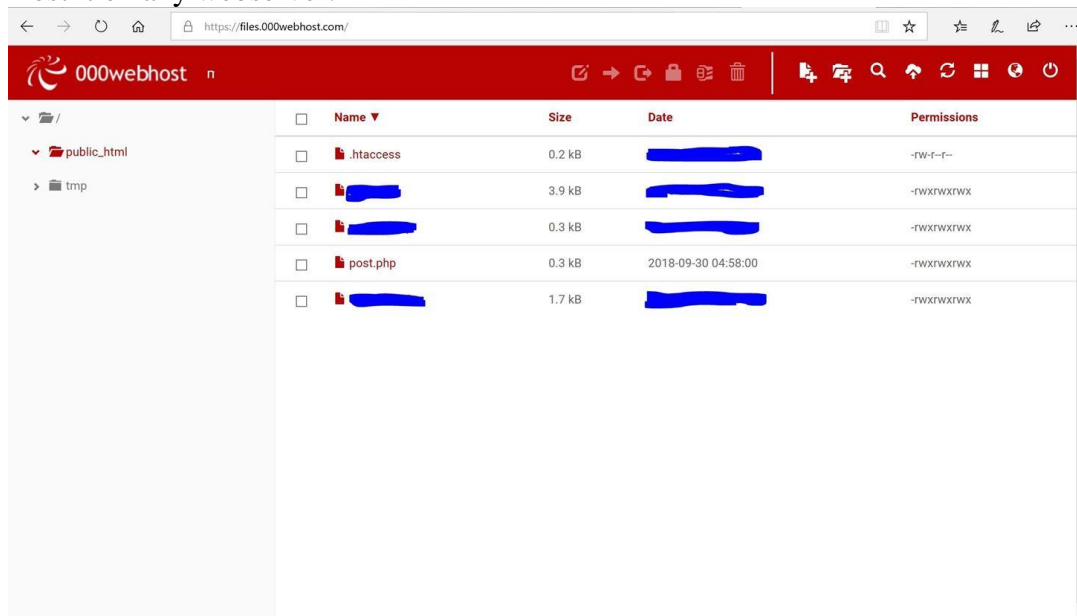 https://files.000webhost.com/
000webhost
/
public_html
tmp
Name ▼ Size Date Permissions
.htaccess 0.2 kB -rw-r--r--
3.9 kB -rwxrwxrwx
0.3 kB -rwxrwxrwx
post.php 0.3 kB 2018-09-30 04:58:00 -rwxrwxrwx
1.7 kB -rwxrwxrwx